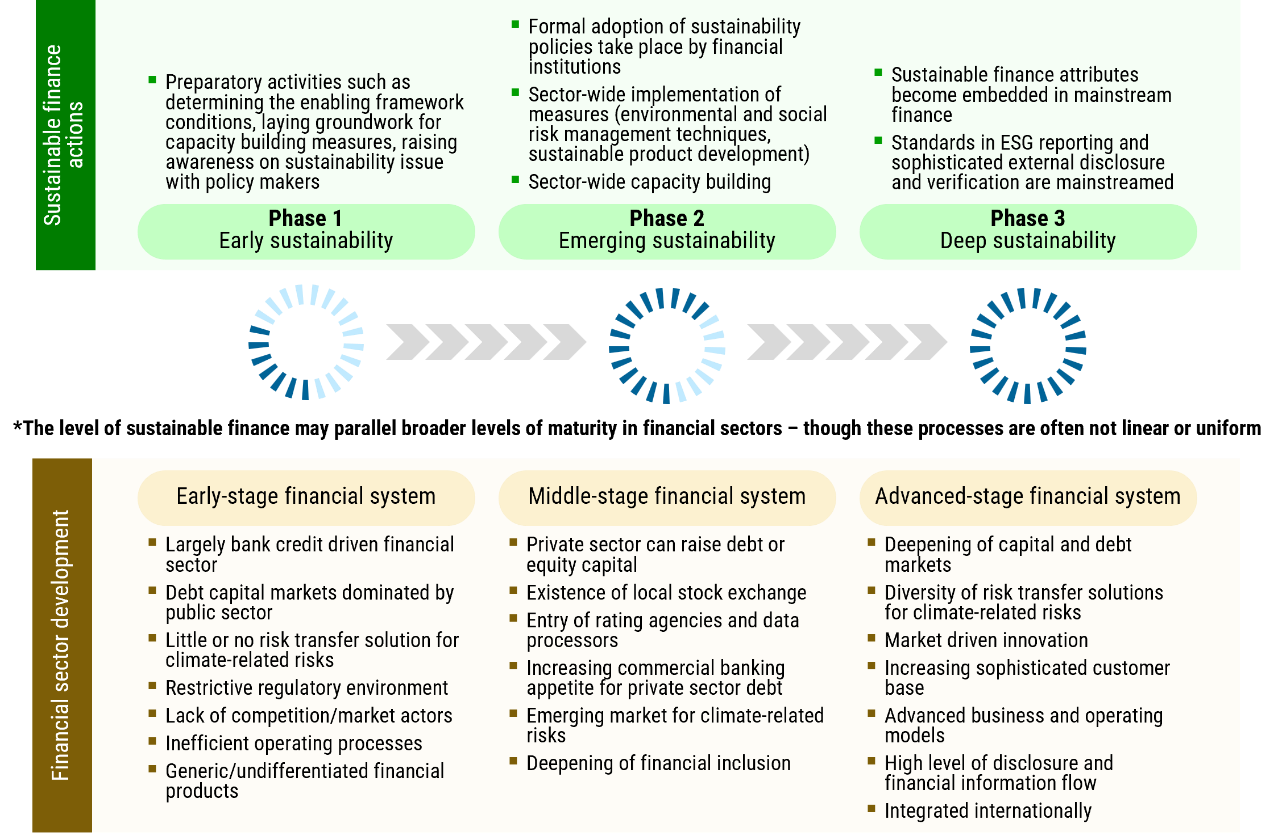 Sustainable finance
actions
▪ Preparatory activities such as
determining the enabling framework
conditions, laying groundwork for
capacity building measures, raising
awareness on sustainability issue
with policy makers
Phase 1
Early sustainability
▪ Formal adoption of sustainability
policies take place by financial
institutions
▪ Sector-wide implementation of
measures (environmental and social
risk management techniques,
sustainable product development)
▪ Sector-wide capacity building
Phase 2
Emerging sustainability
▪ Sustainable finance attributes
become embedded in mainstream
finance
▪ Standards in ESG reporting and
sophisticated external disclosure
and verification are mainstreamed
Phase 3
Deep sustainability
*The level of sustainable finance may parallel broader levels of maturity in financial sectors – though these processes are often not linear or uniform
Financial sector development
Early-stage financial system
▪ Largely bank credit driven financial
sector
▪ Debt capital markets dominated by
public sector
▪ Little or no risk transfer solution for
climate-related risks
▪ Restrictive regulatory environment
▪ Lack of competition/market actors
▪ Inefficient operating processes
▪ Generic/undifferentiated financial
products
Middle-stage financial system
▪ Private sector can raise debt or
equity capital
▪ Existence of local stock exchange
▪ Entry of rating agencies and data
processors
▪ Increasing commercial banking
appetite for private sector debt
▪ Emerging market for climate-related
risks
▪ Deepening of financial inclusion
Advanced-stage financial system
▪ Deepening of capital and debt
markets
▪ Diversity of risk transfer solutions
for climate-related risks
▪ Market driven innovation
▪ Increasing sophisticated customer
base
▪ Advanced business and operating
models
▪ High level of disclosure and
financial information flow
▪ Integrated internationally